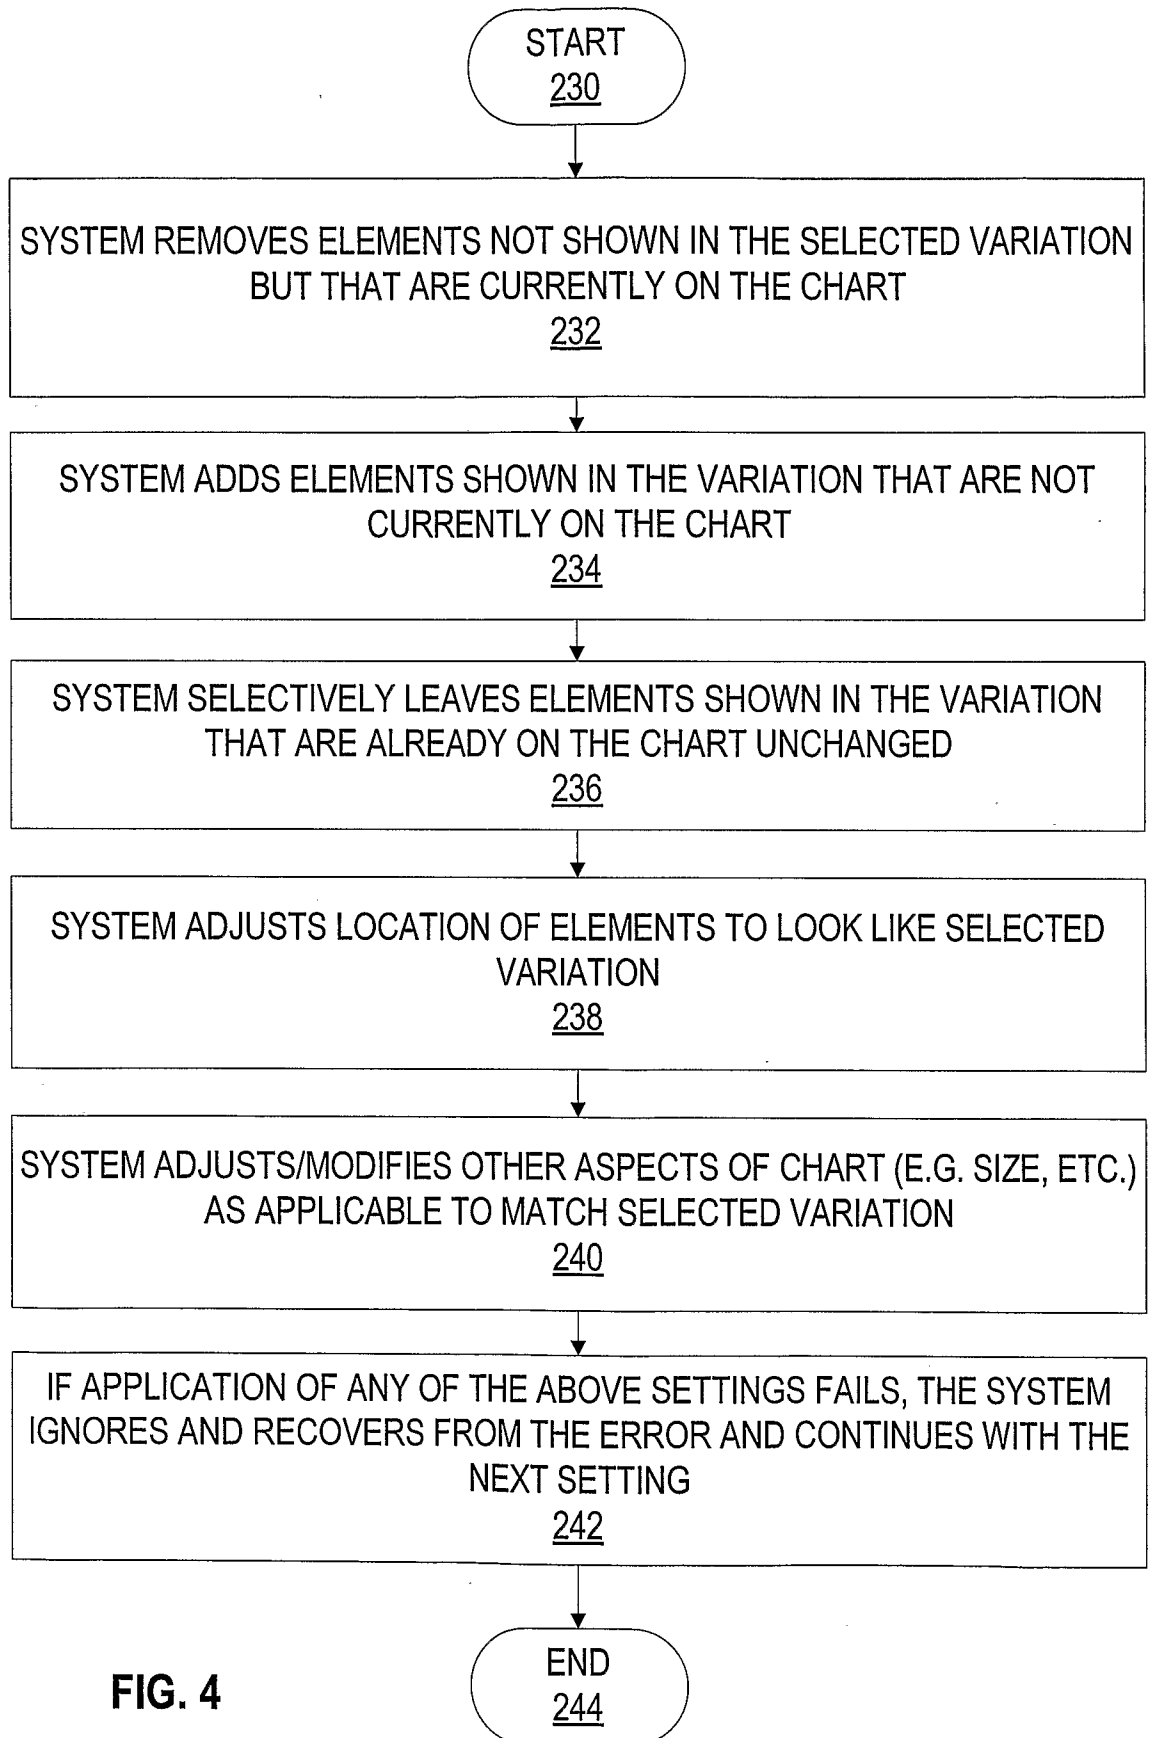 START
230
SYSTEM REMOVES ELEMENTS NOT SHOWN IN THE SELECTED VARIATION
BUT THAT ARE CURRENTLY ON THE CHART
232
SYSTEM ADDS ELEMENTS SHOWN IN THE VARIATION THAT ARE NOT
CURRENTLY ON THE CHART
234
SYSTEM SELECTIVELY LEAVES ELEMENTS SHOWN IN THE VARIATION
THAT ARE ALREADY ON THE CHART UNCHANGED
236
SYSTEM ADJUSTS LOCATION OF ELEMENTS TO LOOK LIKE SELECTED
VARIATION
238
SYSTEM ADJUSTS/MODIFIES OTHER ASPECTS OF CHART (E.G. SIZE, ETC.)
AS APPLICABLE TO MATCH SELECTED VARIATION
240
IF APPLICATION OF ANY OF THE ABOVE SETTINGS FAILS, THE SYSTEM
IGNORES AND RECOVERS FROM THE ERROR AND CONTINUES WITH THE
NEXT SETTING
242
END
244
FIG. 4